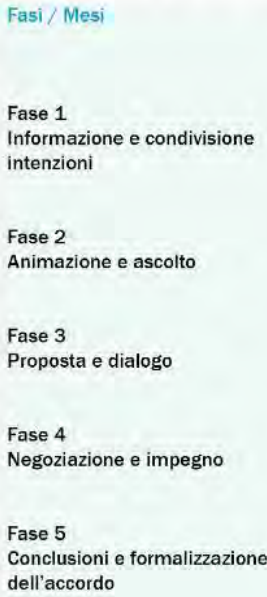 Fasi / Mesi
Fase 1
Informazione e condivisione
intenzioni
Fase 2
Animazione e ascolto
Fase 3
Proposta e dialogo
Fase 4
Negoziazione e impegno
Fase 5
Conclusioni e formalizzazione
dell'accordo